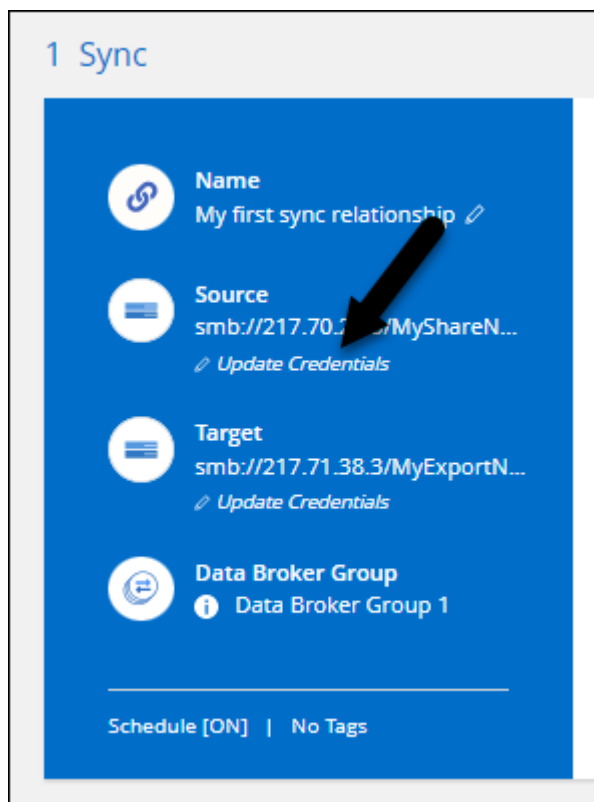 1 Sync
Name
My first sync relationship
Source
smb://217.70.2 /MyShareN...
Update Credentials
Target
smb://217.71.38.3/MyExportN...
Update Credentials
Data Broker Group
i Data Broker Group 1
Schedule [ON] | No Tags